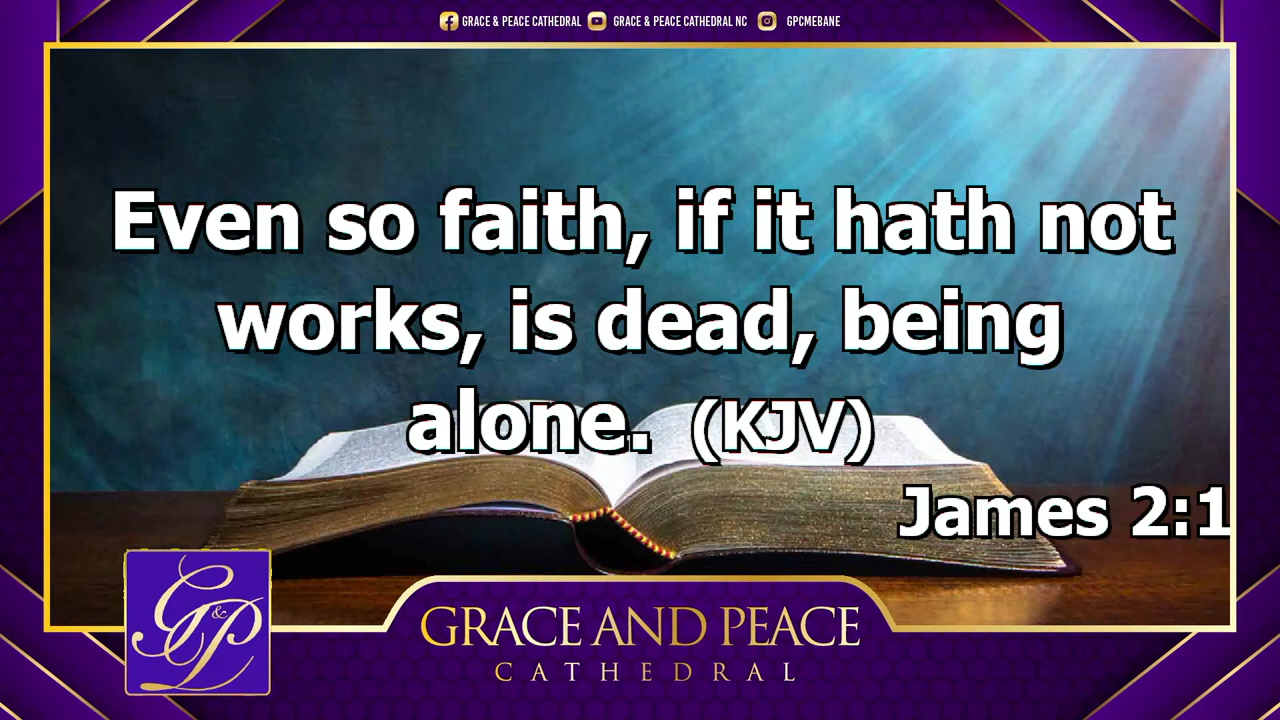 GRACE & PEACE CATHEDRAL GRACE & PEACE CATHEDRAL NC GPCMEBANE
Even so faith, if it hath not
works, is dead, being
alone. (KJV)
James 2:1
G&P
GRACE AND PEACE
CATHEDRAL